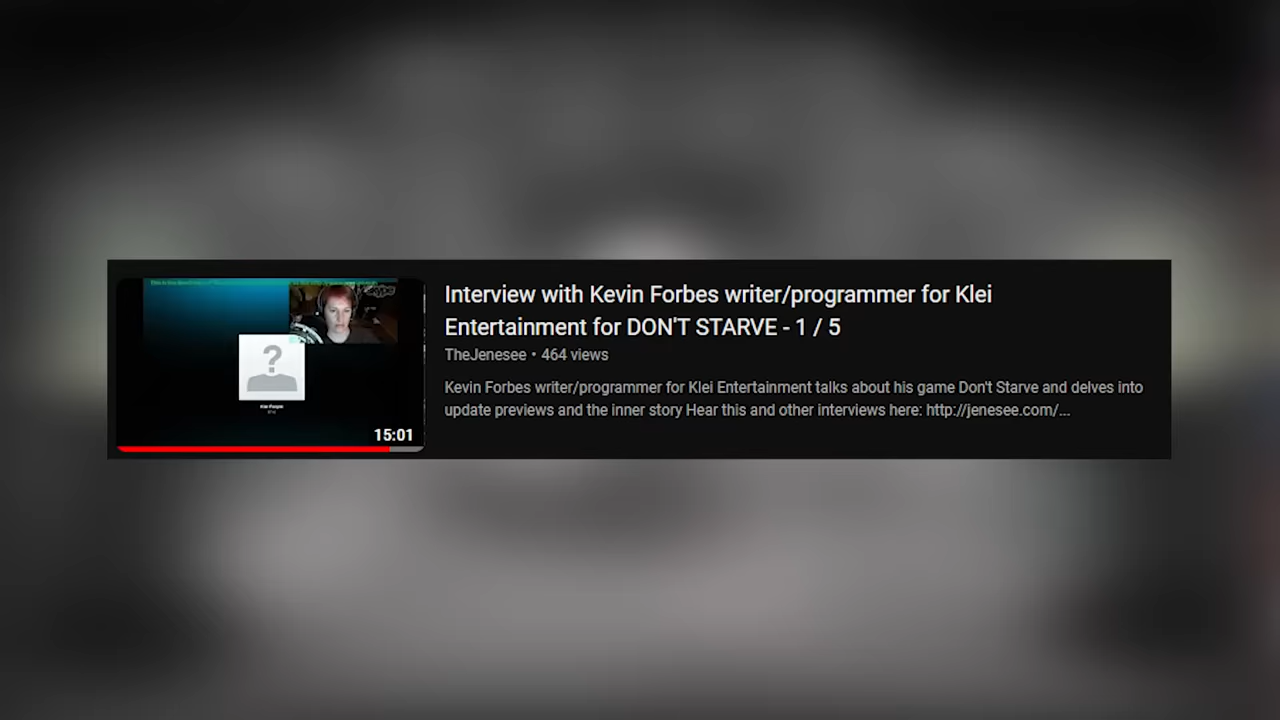 Interview with Kevin Forbes writer/programmer for Klei
Entertainment for DON'T STARVE - 1 / 5
TheJenesee • 464 views
Kevin Forbes writer/programmer for Klei Entertainment talks about his game Don't Starve and delves into
update previews and the inner story Hear this and other interviews here: http://jenesee.com/...
?
15:01